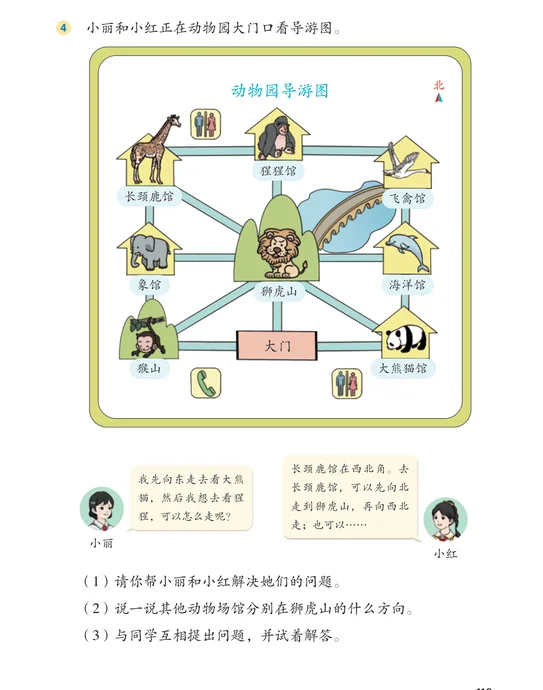 4 小丽和小红正在动物园大门口看导游图。
动物园导游图
北
猩猩馆
长颈鹿馆
飞禽馆
象馆
狮虎山
海洋馆
大门
猴山
大熊猫馆
我先向东走去看大熊
猫，然后我想去看猩
猩，可以怎么走呢？
小丽
长颈鹿馆在西北角。去
长颈鹿馆，可以先向北
走到狮虎山，再向西北
走；也可以……
小红
（1）请你帮小丽和小红解决她们的问题。
（2）说一说其他动物场馆分别在狮虎山的什么方向。
（3）与同学互相提出问题，并试着解答。